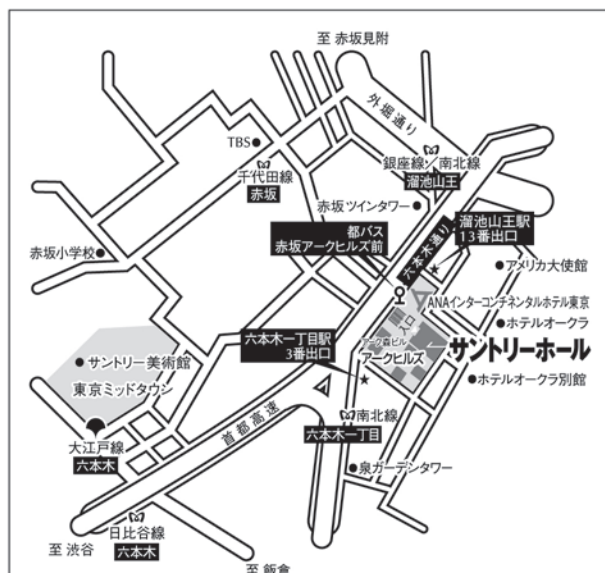 至 赤坂見附
外堀通り
TBS
千代田線
赤坂
銀座線・南北線
溜池山王
赤坂ツインタワー
溜池山王駅
13番出口
都バス
赤坂アークヒルズ前
六本木通り
赤坂小学校
アメリカ大使館
ANAインターコンチネンタルホテル東京
入口
ホテルオークラ
六本木一丁目駅
3番出口
アーク森ビル
アークヒルズ
サントリーホール
サントリー美術館
東京ミッドタウン
ホテルオークラ別館
首都高速
南北線
六本木一丁目
大江戸線
六本木
泉ガーデンタワー
日比谷線
六本木
至 渋谷
至 飯倉